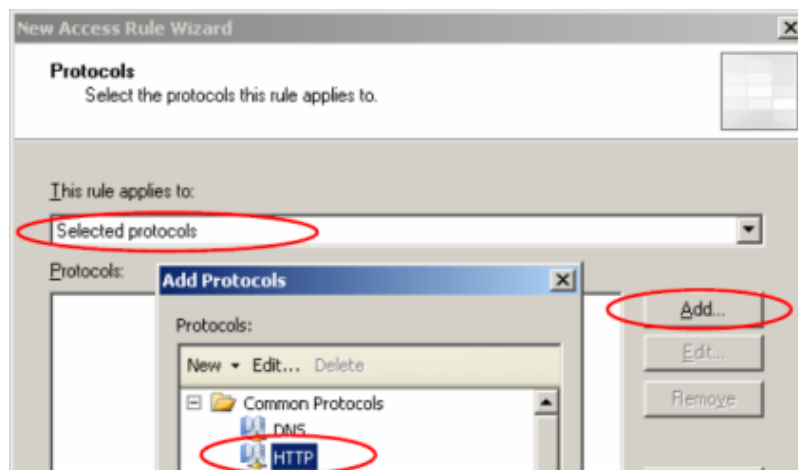 New Access Rule Wizard
Protocols
Select the protocols this rule applies to.
This rule applies to:
Selected protocols
Protocols:
Add Protocols
Add...
Protocols:
Edit...
New Edit... Delete
Remove
Common Protocols
DNS
HTTP